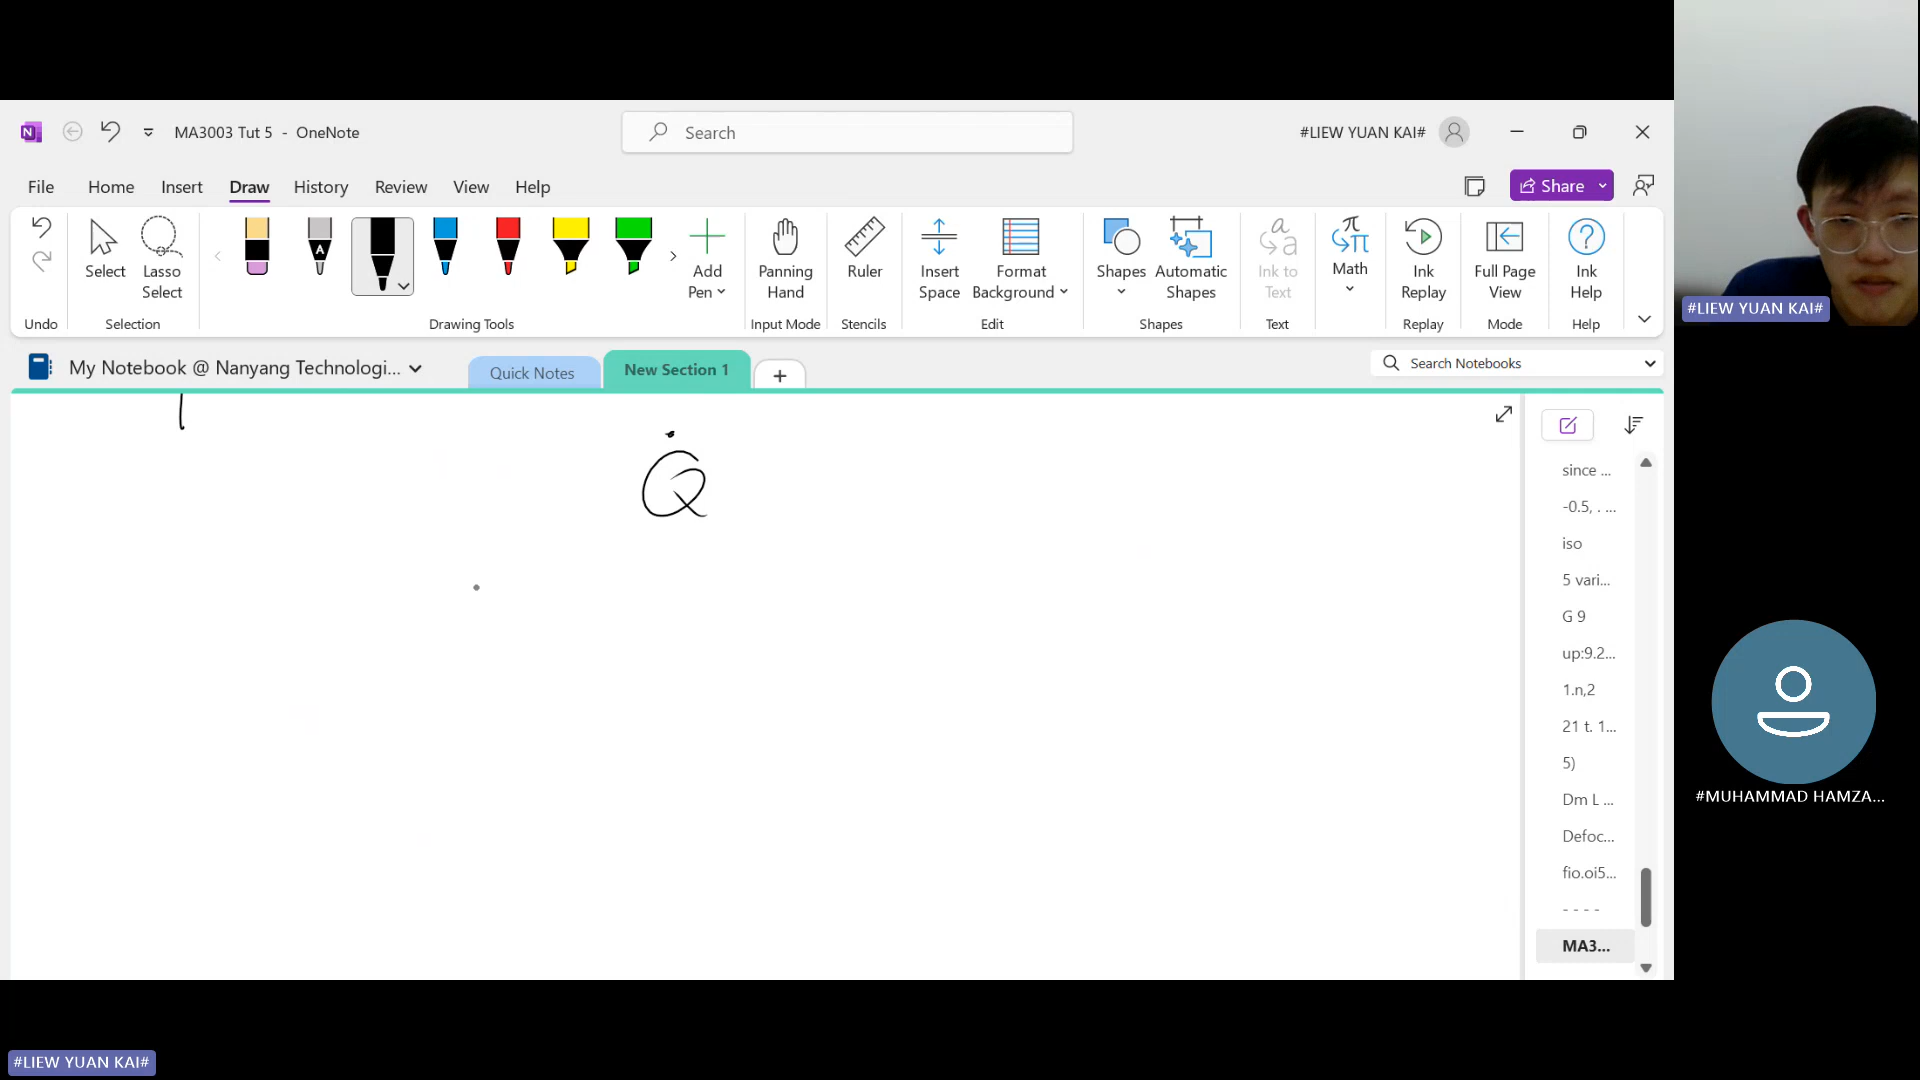 MA3003 Tut 5 - OneNote
Search
#LIEW YUAN KAI#
File Home Insert Draw History Review View Help
Share
Select
Lasso Select
A
Add Pen
Panning Hand
Ruler
Insert Space
Format Background
Shapes
Automatic Shapes
Ink to Text
Math
Ink Replay
Full Page View
Ink Help
Undo Selection Drawing Tools Input Mode Stencils Edit Shapes Text Replay Mode Help
My Notebook @ Nanyang Technologi...
Quick Notes
New Section 1
Search Notebooks
Q̇
since ...
-0.5, . ...
iso
5 vari...
G 9
up:9.2...
1.n,2
21 t. 1...
5)
Dm L ...
Defoc...
fio.oi5...
- - - -
MA3...
#LIEW YUAN KAI#
#MUHAMMAD HAMZA...
#LIEW YUAN KAI#